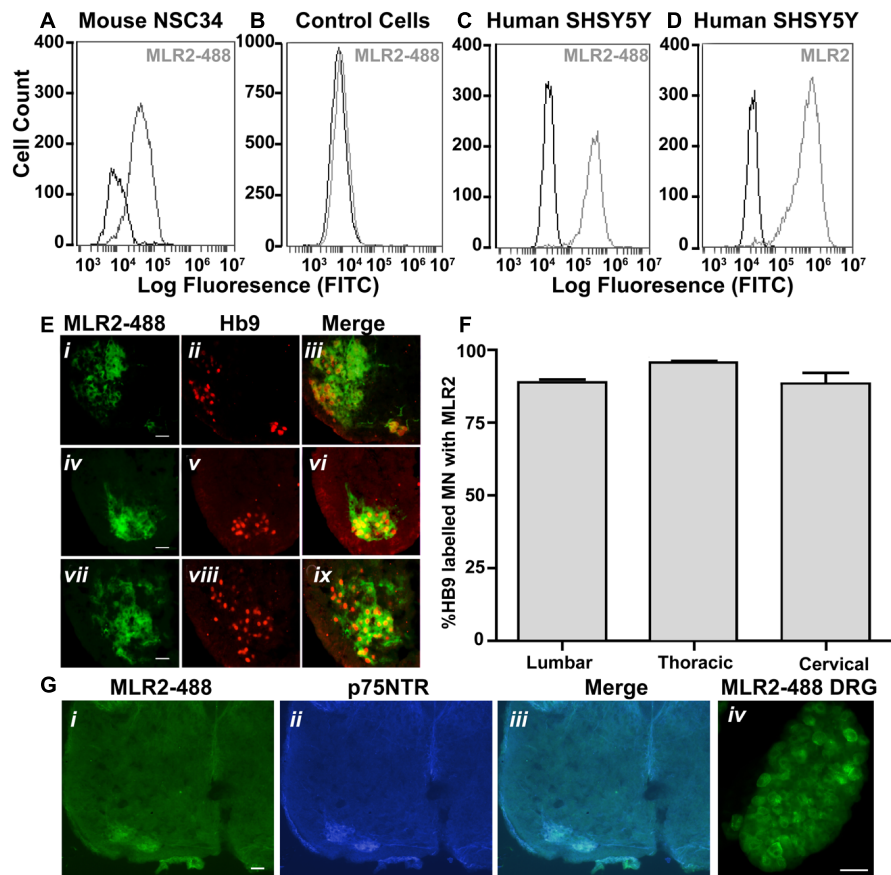 A Mouse NSC34
B Control Cells
C Human SHSY5Y
D Human SHSY5Y
Cell Count
400
300
200
100
0
MLR2-488
10³ 10⁴ 10⁵ 10⁶ 10⁷
1000
750
500
250
0
MLR2-488
10³ 10⁴ 10⁵ 10⁶ 10⁷
400
300
200
100
0
MLR2-488
10³ 10⁴ 10⁵ 10⁶ 10⁷
400
300
200
100
0
MLR2
10³ 10⁴ 10⁵ 10⁶ 10⁷
Log Fluoresence (FITC)
Log Fluoresence (FITC)
E MLR2-488 Hb9 Merge
i ii iii
iv v vi
vii viii ix
F
%HB9 labelled MN with MLR2
100
75
50
25
0
Lumbar Thoracic Cervical
G MLR2-488 p75NTR Merge MLR2-488 DRG
i ii iii iv